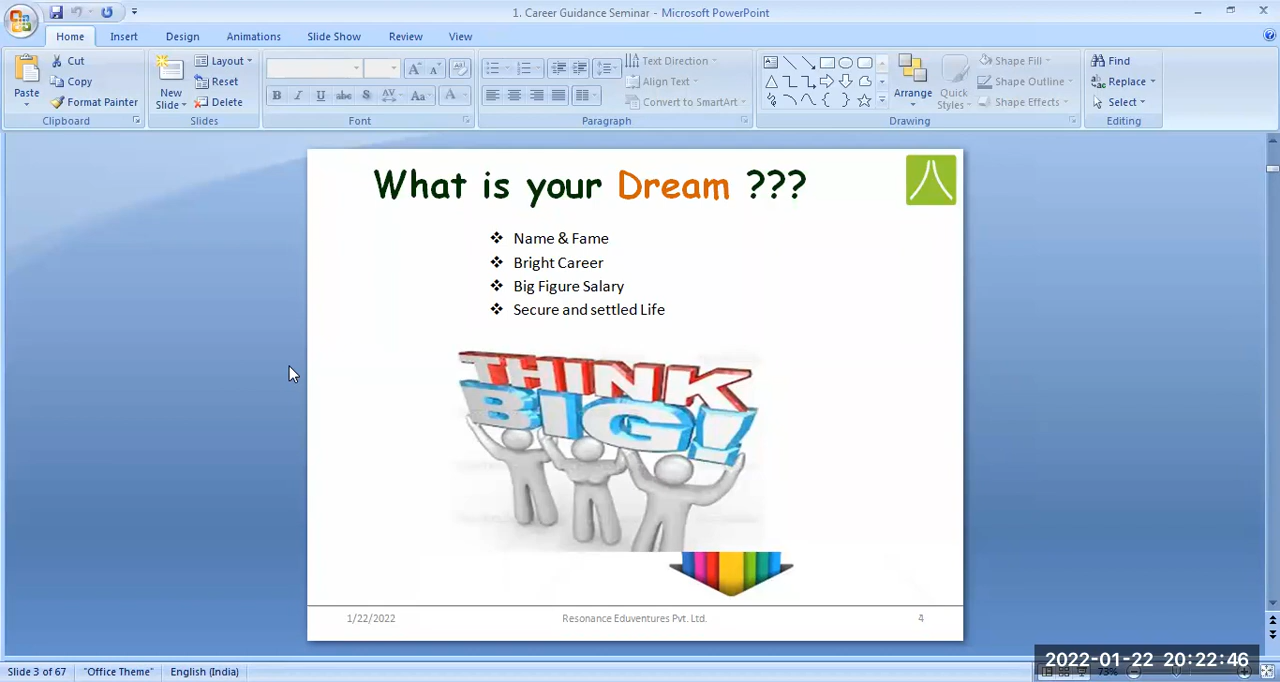 1. Career Guidance Seminar - Microsoft PowerPoint
Home Insert Design Animations Slide Show Review View
Cut Layout Text Direction Shape Fill Find
Copy Reset Align Text Shape Outline Replace
Paste Format Painter New Slide Delete B I U abc S AV Aa A Convert to SmartArt Arrange Quick Styles Shape Effects Select
Clipboard Slides Font Paragraph Drawing Editing
What is your Dream ???
❖ Name & Fame
❖ Bright Career
❖ Big Figure Salary
❖ Secure and settled Life
THINK
BIG!
1/22/2022 Resonance Eduventures Pvt. Ltd. 4
2022-01-22 20:22:46
Slide 3 of 67 "Office Theme" English (India) 73%